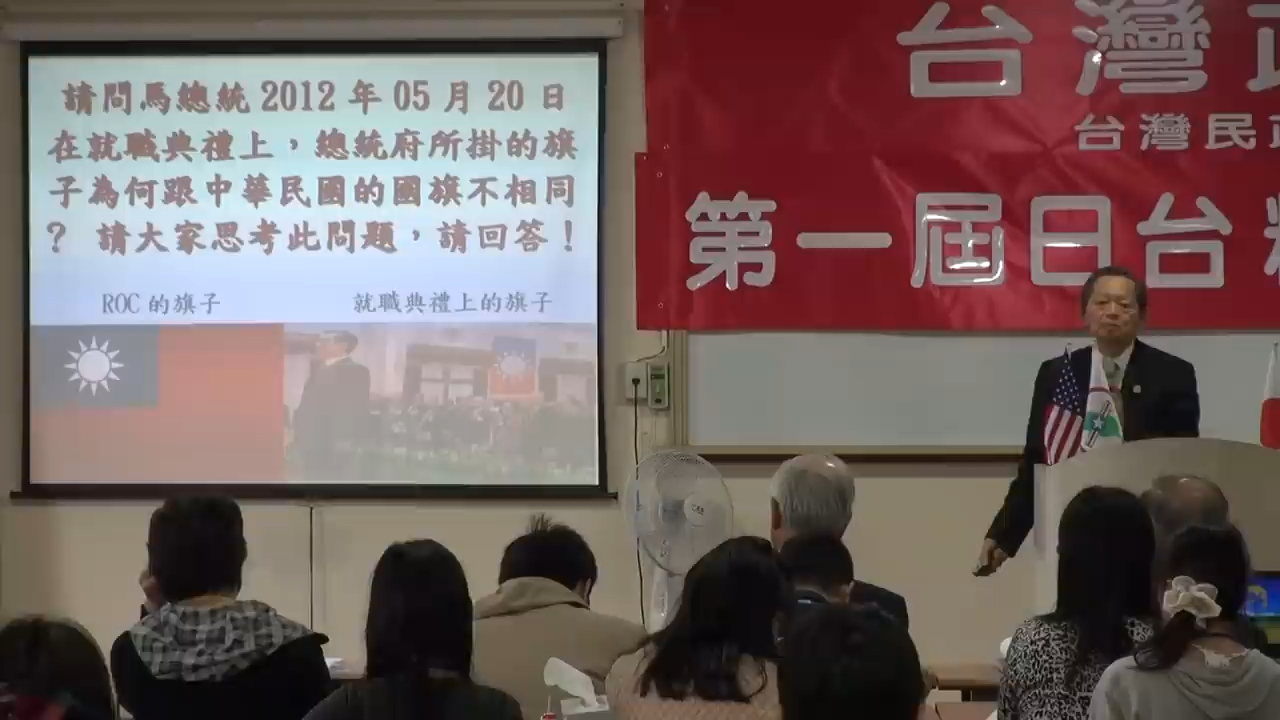 請問馬總統 2012 年 05 月 20 日
在就職典禮上，總統府所掛的旗
子為何跟中華民國的國旗不相同
？ 請大家思考此問題，請回答！
ROC 的旗子
就職典禮上的旗子
台灣政
台灣民政
第一屆日台